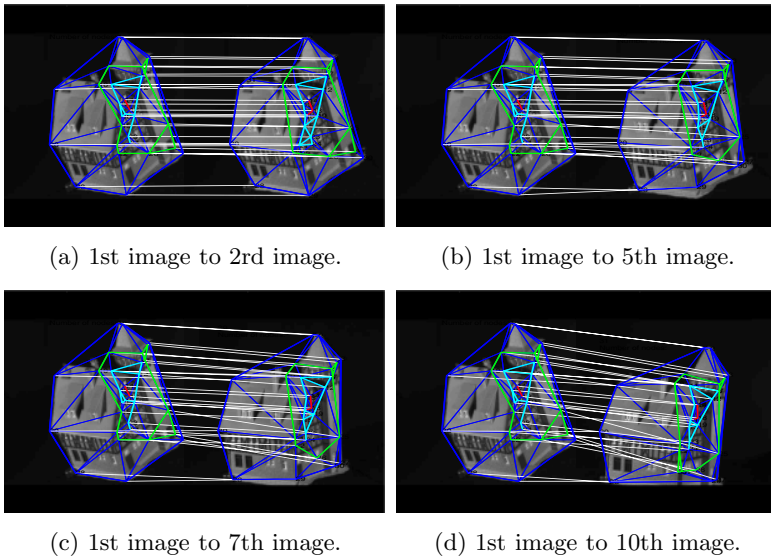 (a) 1st image to 2rd image.
(b) 1st image to 5th image.
(c) 1st image to 7th image.
(d) 1st image to 10th image.